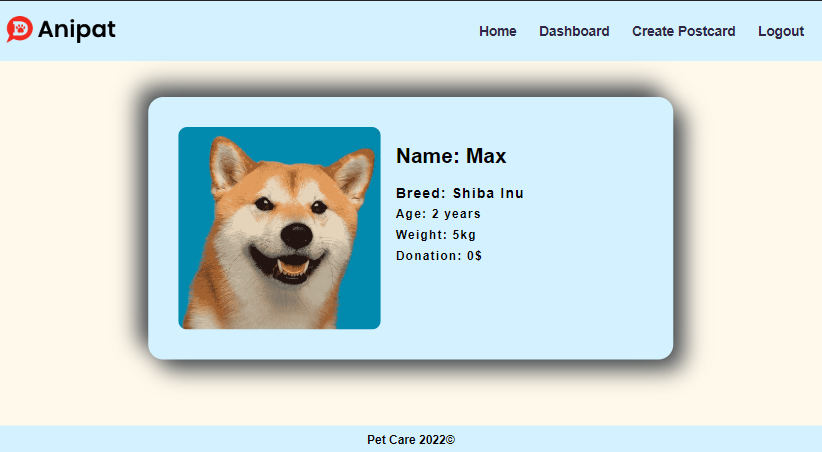 Anipat
Home Dashboard Create Postcard Logout
Name: Max
Breed: Shiba Inu
Age: 2 years
Weight: 5kg
Donation: 0$
Pet Care 2022©